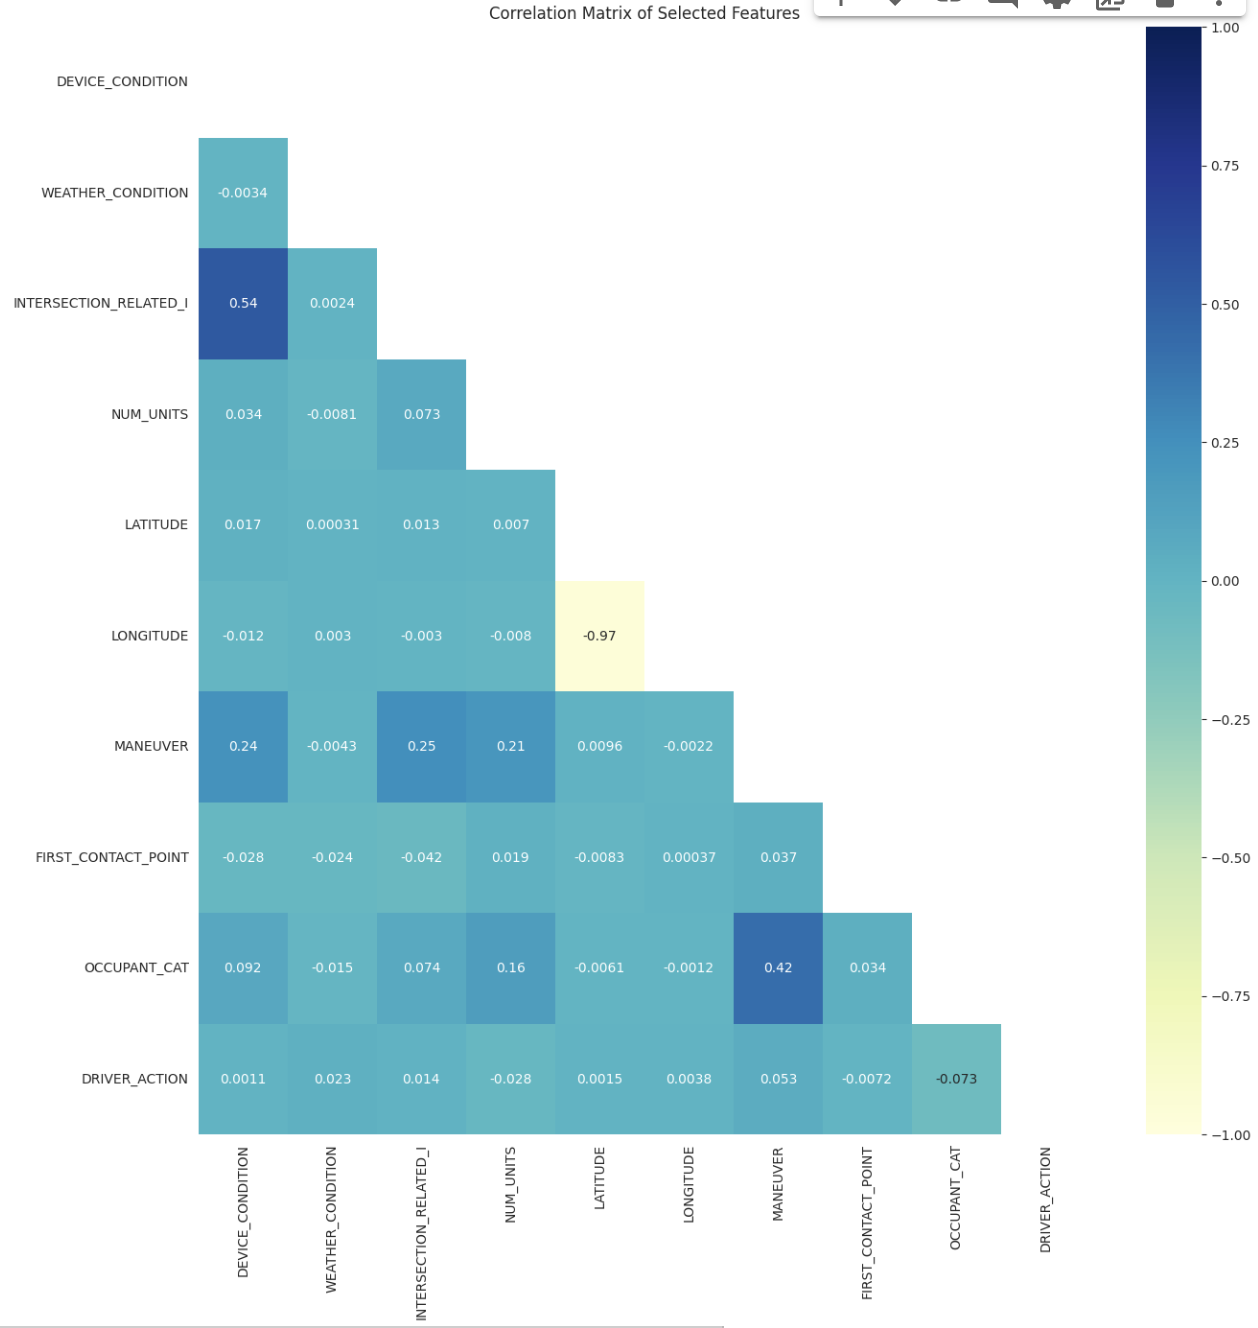 Correlation Matrix of Selected Features
1.00
DEVICE_CONDITION
0.75
WEATHER_CONDITION -0.0034
0.50
INTERSECTION_RELATED_I 0.54 0.0024
NUM_UNITS 0.034 -0.0081 0.073
0.25
LATITUDE 0.017 0.00031 0.013 0.007
0.00
LONGITUDE -0.012 0.003 -0.003 -0.008 -0.97
−0.25
MANEUVER 0.24 -0.0043 0.25 0.21 0.0096 -0.0022
FIRST_CONTACT_POINT -0.028 -0.024 -0.042 0.019 -0.0083 0.00037 0.037
−0.50
OCCUPANT_CAT 0.092 -0.015 0.074 0.16 -0.0061 -0.0012 0.42 0.034
−0.75
DRIVER_ACTION 0.0011 0.023 0.014 -0.028 0.0015 0.0038 0.053 -0.0072 -0.073
−1.00
DEVICE_CONDITION
WEATHER_CONDITION
INTERSECTION_RELATED_I
NUM_UNITS
LATITUDE
LONGITUDE
MANEUVER
FIRST_CONTACT_POINT
OCCUPANT_CAT
DRIVER_ACTION